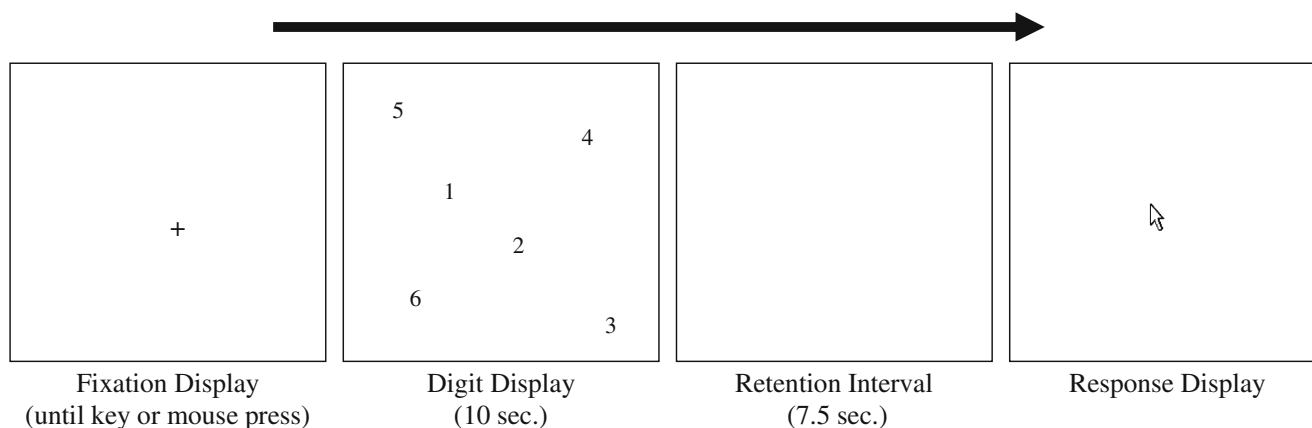 5
4
1
+
2
6
3
Fixation Display
(until key or mouse press)
Digit Display
(10 sec.)
Retention Interval
(7.5 sec.)
Response Display